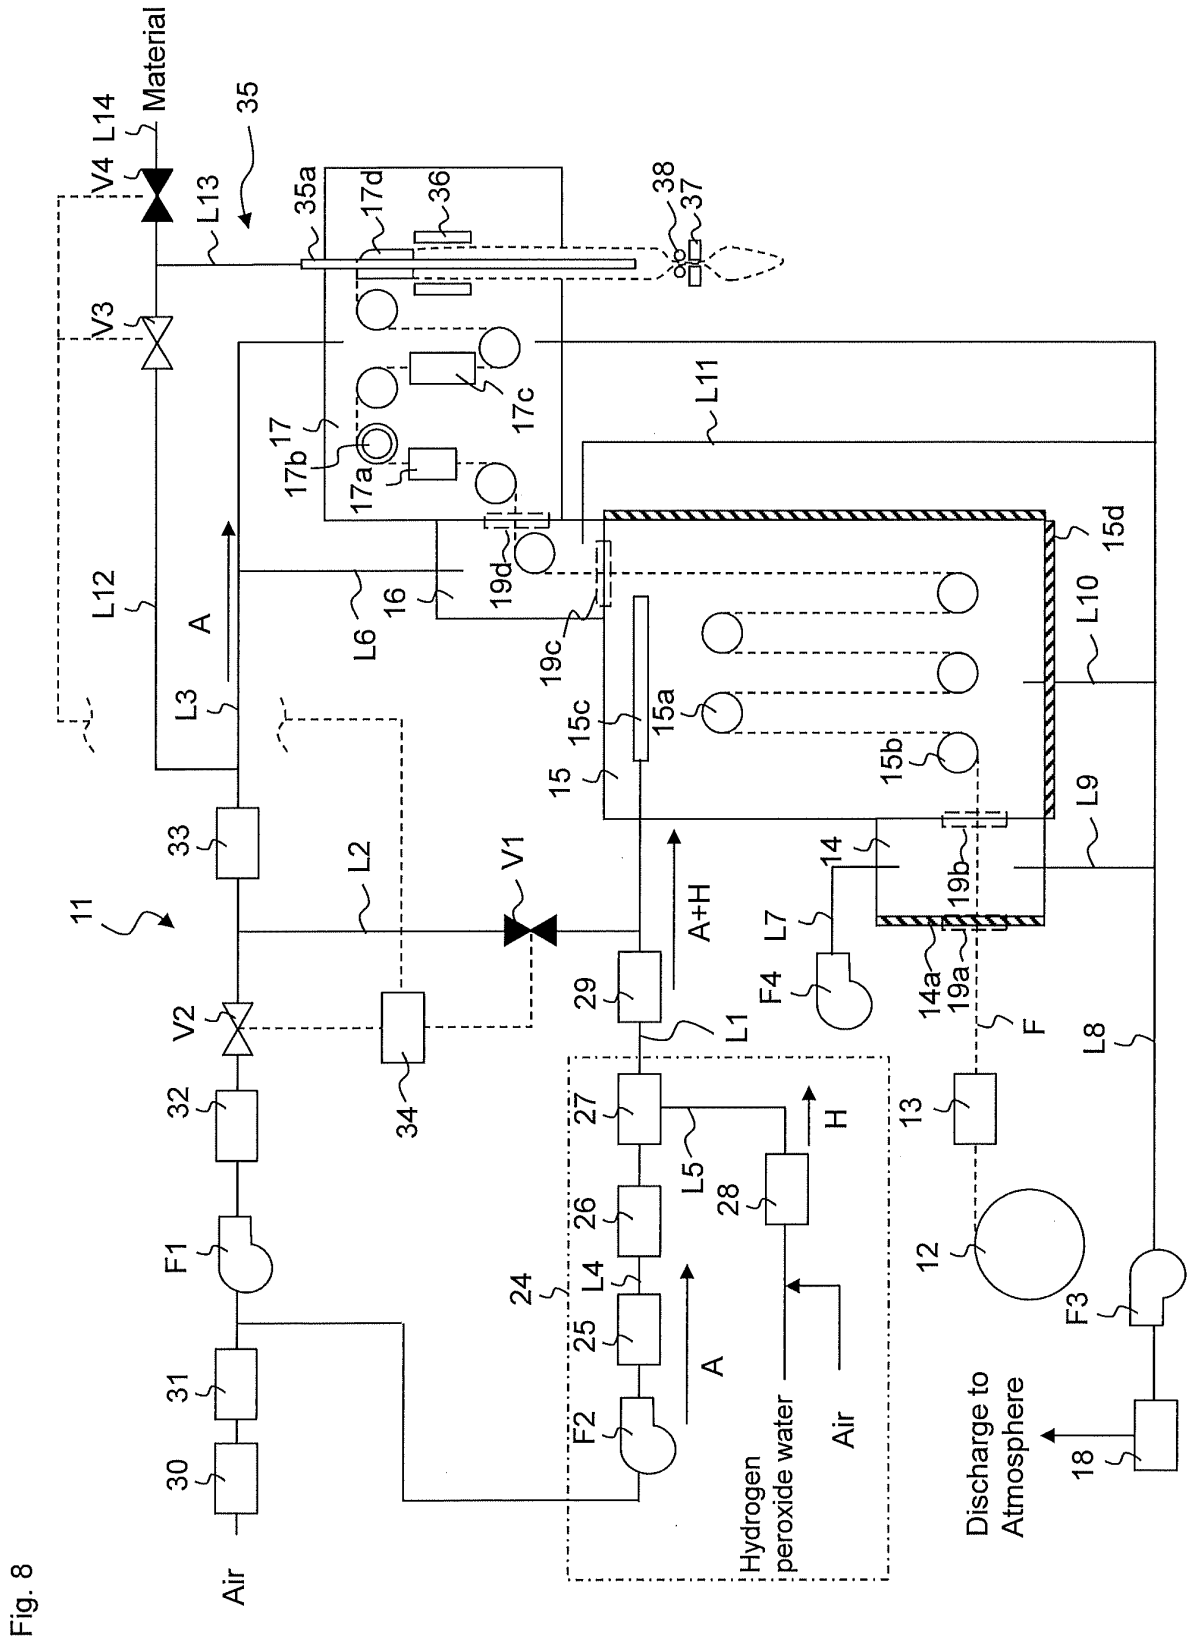 Fig. 8
11
35
Air
30
31
F1
32
V2
33
L3
A
L12
V3
L13
V4
L14
Material
L2
34
V1
L6
16
17
17b
17a
17c
17d
35a
36
38
37
19d
19c
L11
24
F2
A
25
L4
26
27
L1
29
A+H
15
15c
15a
15b
15d
L5
28
H
Hydrogen
peroxide water
Air
F4
L7
14
14a
19a
19b
L9
L10
12
13
F
L8
F3
18
Discharge to
Atmosphere